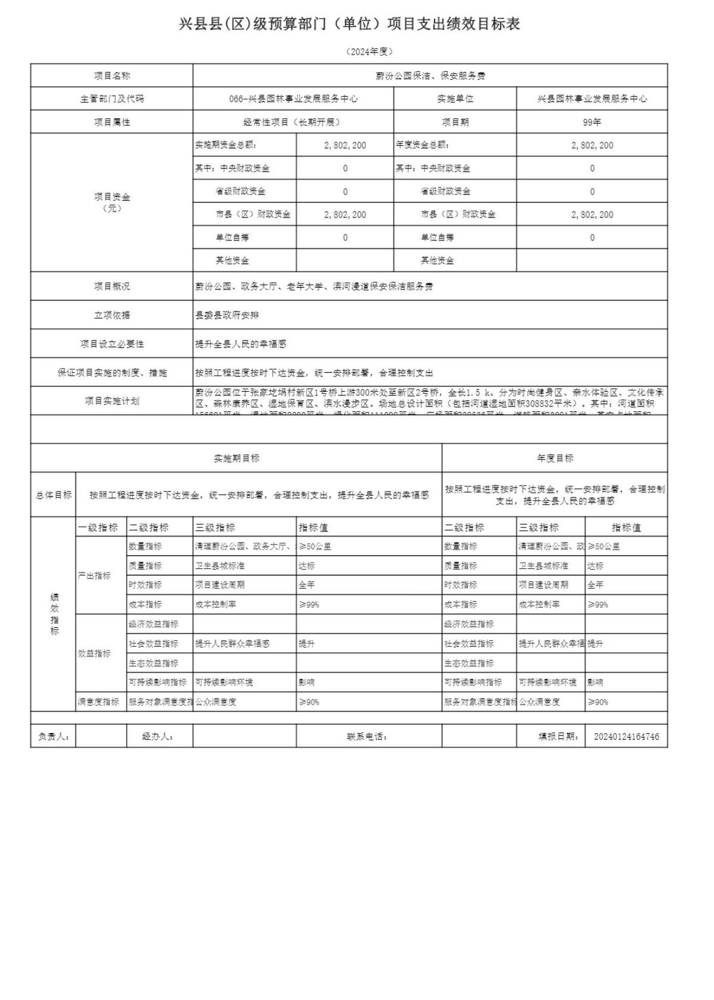 兴县县(区)级预算部门（单位）项目支出绩效目标表
（2024年度）
项目名称 蔚汾公园保洁、保安服务费
主管部门及代码 066-兴县园林事业发展服务中心 实施单位 兴县园林事业发展服务中心
项目属性 经常性项目（长期开展） 项目期 99年
项目资金
（元）
实施期资金总额： 2,802,200 年度资金总额： 2,802,200
其中：中央财政资金 0 其中：中央财政资金 0
省级财政资金 0 省级财政资金 0
市县（区）财政资金 2,802,200 市县（区）财政资金 2,802,200
单位自筹 0 单位自筹 0
其他资金 其他资金
项目概况 蔚汾公园、政务大厅、老年大学、滨河漫道保安保洁服务费
立项依据 县委县政府安排
项目设立必要性 提升全县人民的幸福感
保证项目实施的制度、措施 按照工程进度按时下达资金，统一安排部署，合理控制支出
项目实施计划
蔚汾公园位于张家圪埚村新区1号桥上游300米处至新区2号桥，全长1.5 k。分为时尚健身区、亲水体验区、文化传承
区、森林康养区、湿地保育区、滨水漫步区。场地总设计面积（包括河道湿地面积308832平米）。其中：河道面积
实施期目标 年度目标
总体目标 按照工程进度按时下达资金，统一安排部署，合理控制支出，提升全县人民的幸福感 按照工程进度按时下达资金，统一安排部署，合理控制
支出，提升全县人民的幸福感
绩
效
指
标
一级指标 二级指标 三级指标 指标值 二级指标 三级指标 指标值
产出指标
数量指标 清理蔚汾公园、政务大厅、 ≥50公里 数量指标 清理蔚汾公园、政 ≥50公里
质量指标 卫生县城标准 达标 质量指标 卫生县城标准 达标
时效指标 项目建设周期 全年 时效指标 项目建设周期 全年
成本指标 成本控制率 ≥99% 成本指标 成本控制率 ≥99%
效益指标
经济效益指标 经济效益指标
社会效益指标 提升人民群众幸福感 提升 社会效益指标 提升人民群众幸福 提升
生态效益指标 生态效益指标
可持续影响指标 可持续影响环境 影响 可持续影响指标 可持续影响环境 影响
满意度指标 服务对象满意度指 公众满意度 ≥90% 服务对象满意度指标 公众满意度 ≥90%
负责人： 经办人： 联系电话： 填报日期： 20240124164746